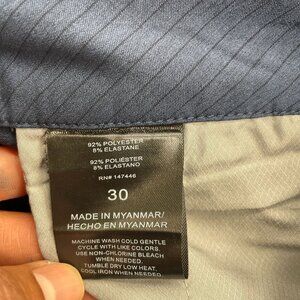 92% POLYESTER
8% ELASTANE
92% POLIÉSTER
8% ELASTANO
RN# 147446
30
MADE IN MYANMAR/
HECHO EN MYANMAR
MACHINE WASH COLD GENTLE
CYCLE WITH LIKE COLORS.
USE NON-CHLORINE BLEACH
WHEN NEEDED.
TUMBLE DRY LOW HEAT.
COOL IRON WHEN NEEDED.